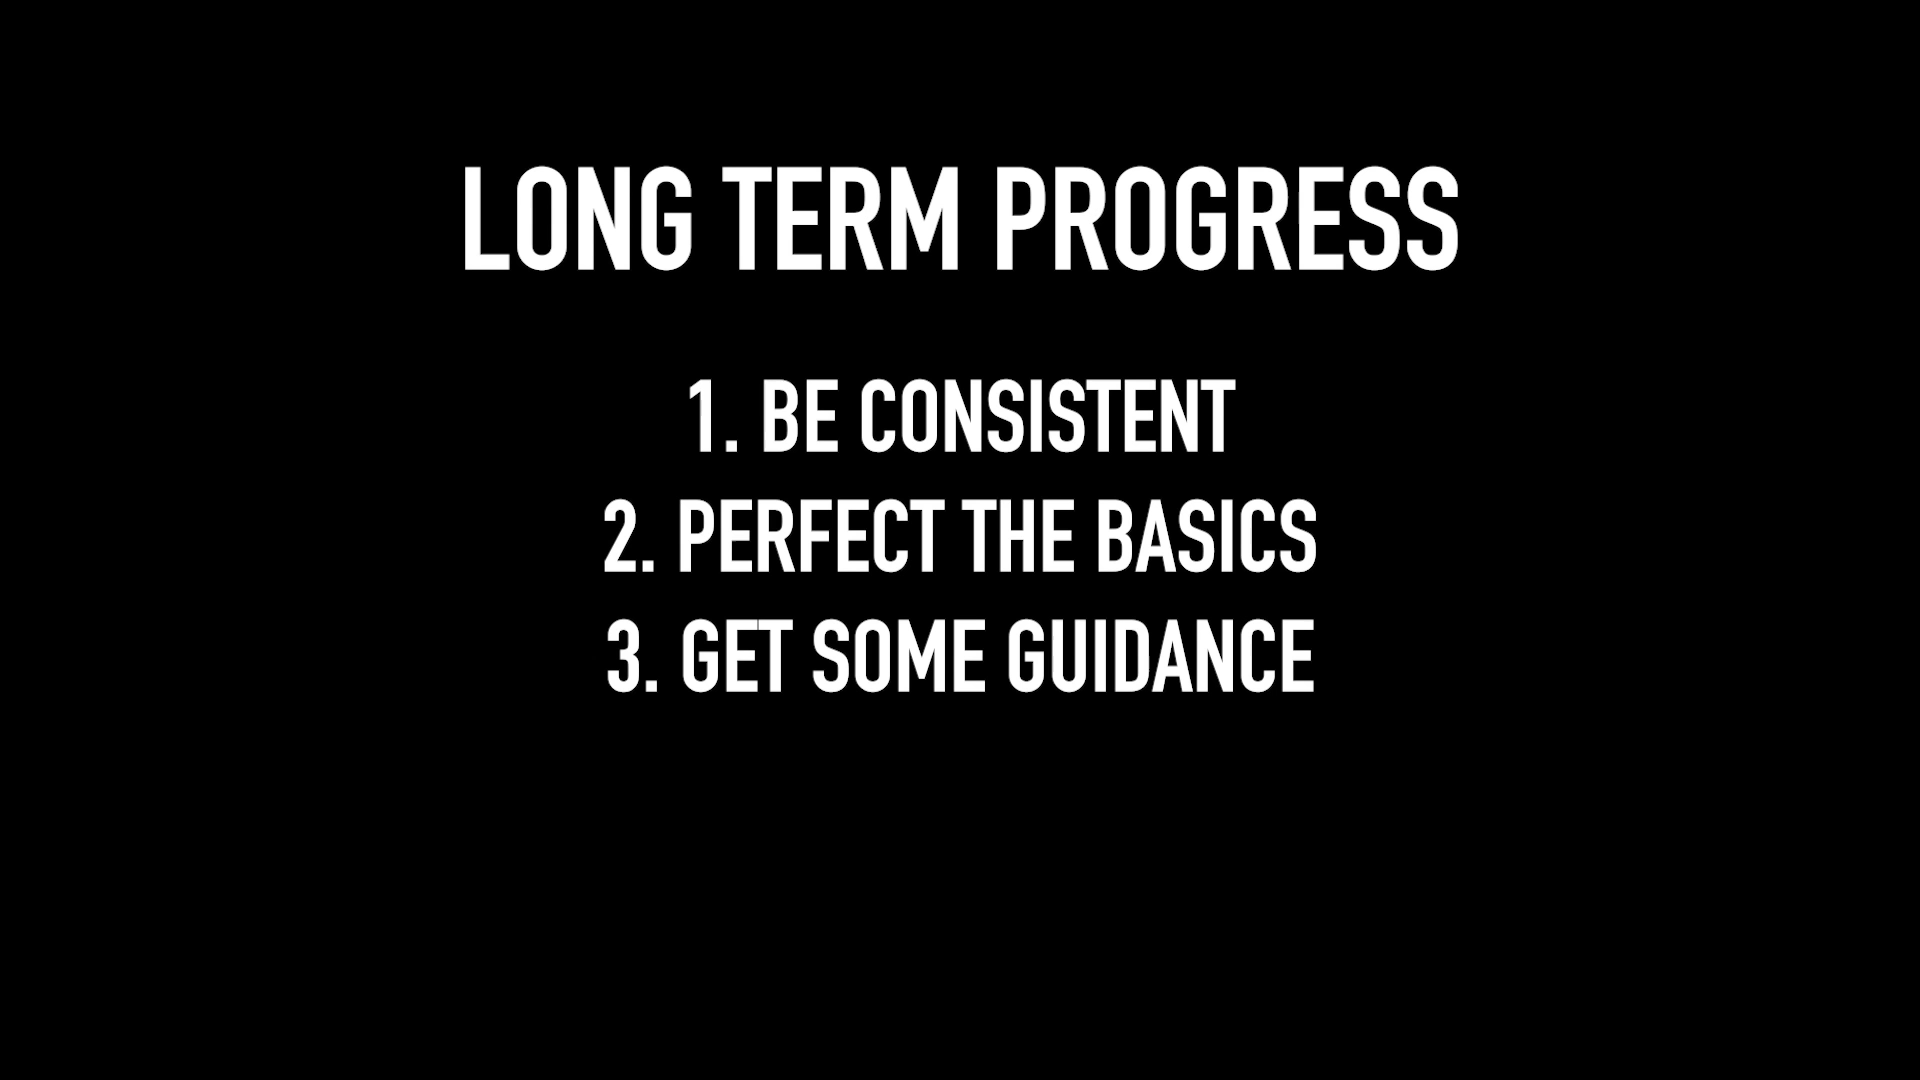 LONG TERM PROGRESS
1. BE CONSISTENT
2. PERFECT THE BASICS
3. GET SOME GUIDANCE